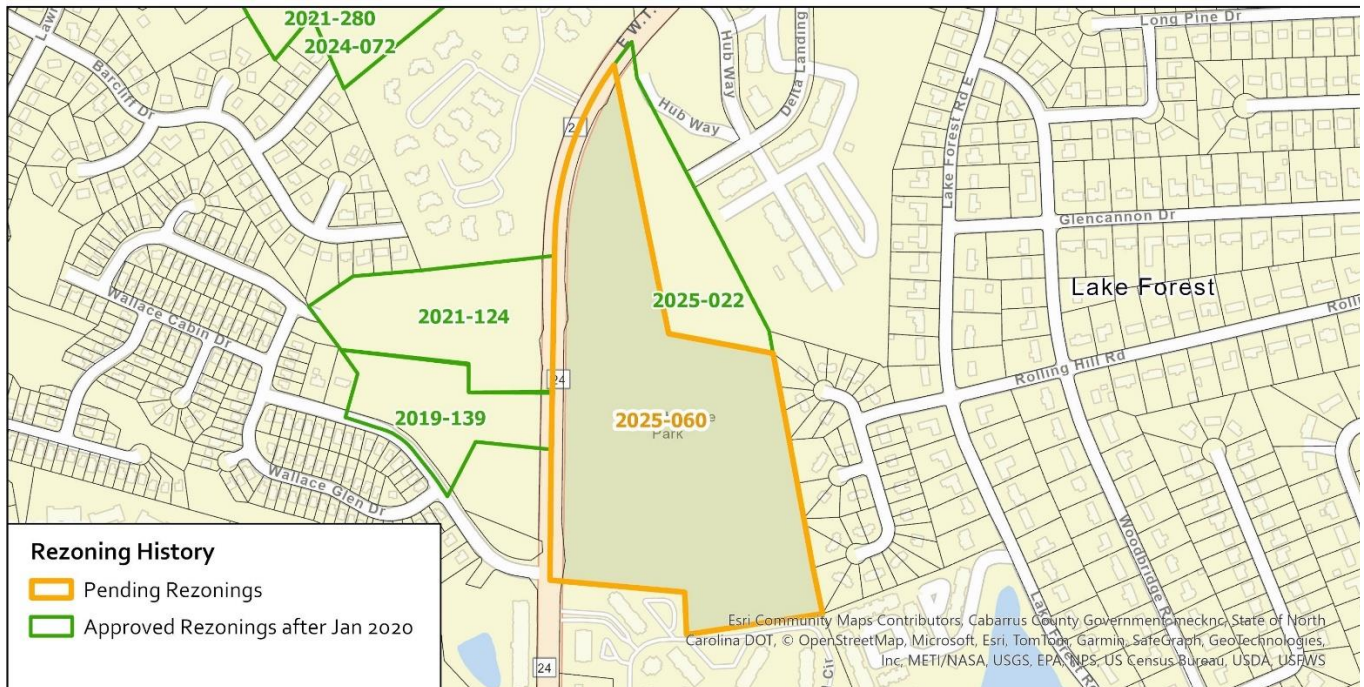 2021-280
2024-072
Barcliff Dr
E W.T.
Hub Way
Delta Landing
Long Pine Dr
Hub Way
Lake Forest Rd E
24
Glencannon Dr
2021-124
2025-022
Lake Forest
Wallace Cabin Dr
Rolling Hill Rd
2019-139
2025-060
Park
Wallace Glen Dr
Woodbridge Rd
Lake Forest Rd
24
Rezoning History
Pending Rezonings
Approved Rezonings after Jan 2020
Esri Community Maps Contributors, Cabarrus County Government, mecknc, State of North
Carolina DOT, © OpenStreetMap, Microsoft, Esri, TomTom, Garmin, SafeGraph, GeoTechnologies,
Inc, METI/NASA, USGS, EPA, NPS, US Census Bureau, USDA, USFWS